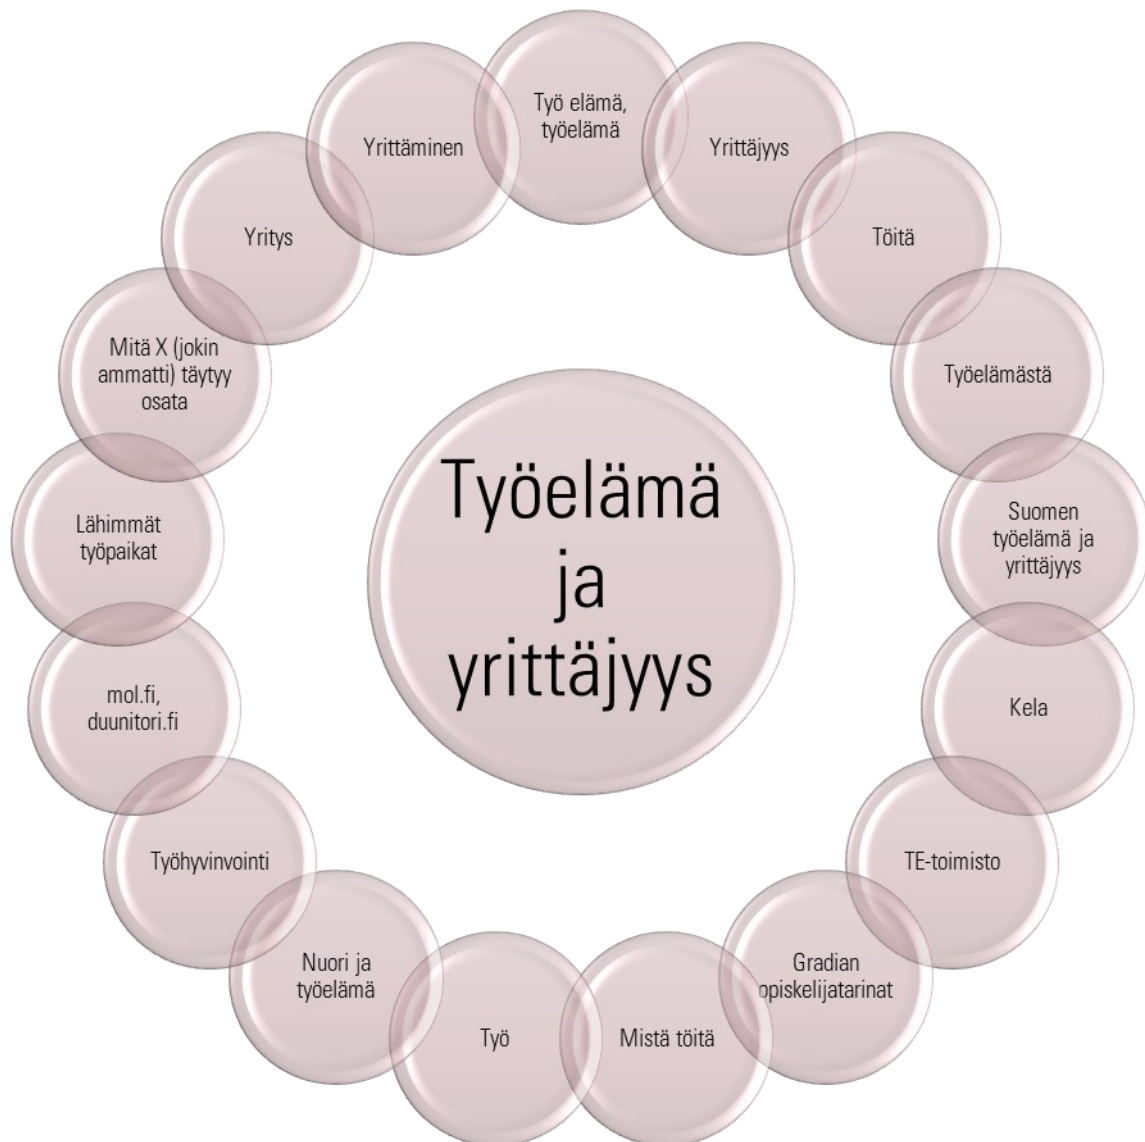 Työ elämä,
työelämä
Yrittäjyys
Töitä
Työelämästä
Suomen
työelämä ja
yrittäjyys
Kela
TE-toimisto
Gradian
opiskelijatarinat
Mistä töitä
Työ
Nuori ja
työelämä
Työhyvinvointi
mol.fi,
duunitori.fi
Lähimmät
työpaikat
Mitä X (jokin
ammatti) täytyy
osata
Yritys
Yrittäminen
Työelämä
ja
yrittäjyys